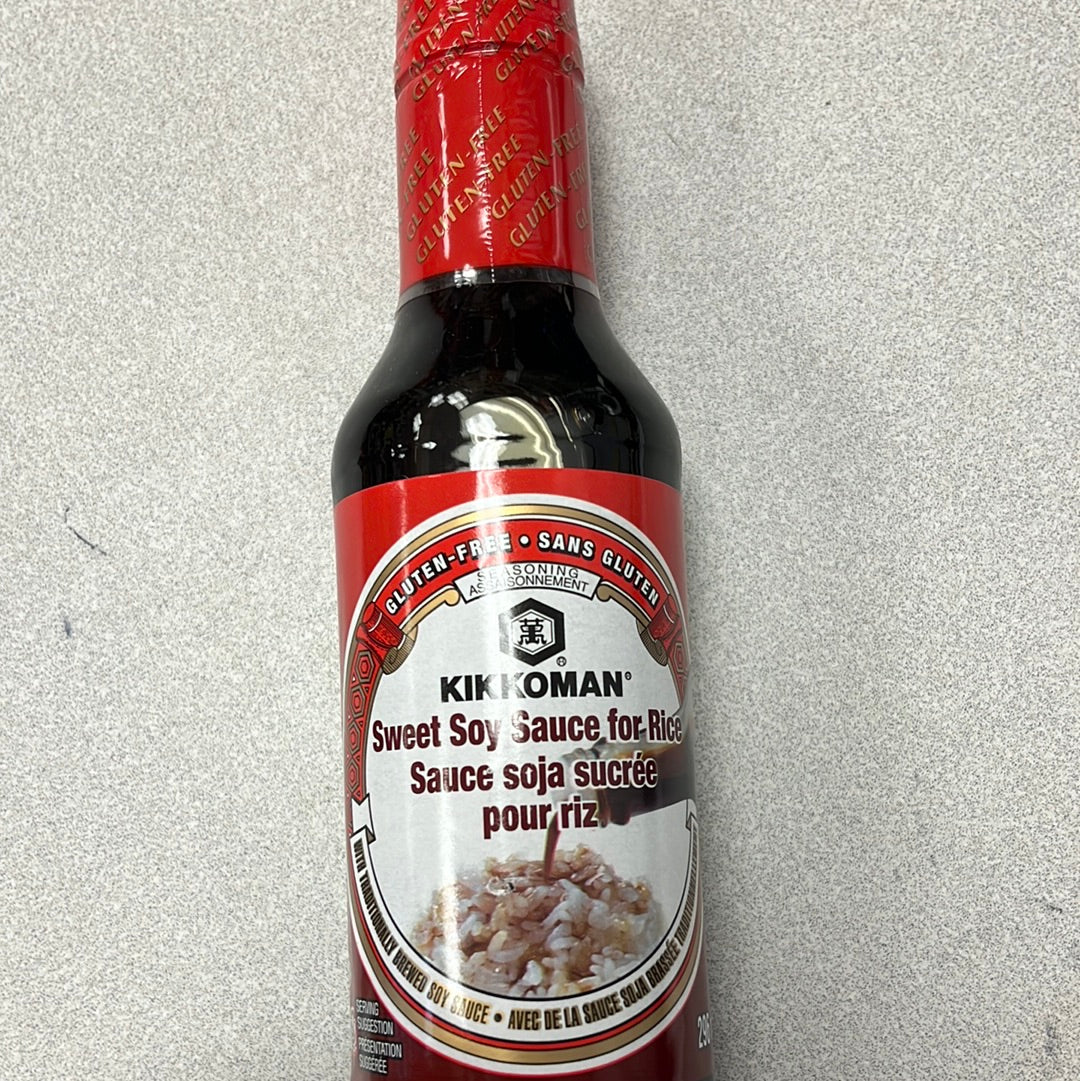 GLUTEN-FREE
GLUTEN-FREE
GLUTEN-FREE
GLUTEN-FREE • SANS GLUTEN
SEASONING
ASSAISONNEMENT
萬
KIKKOMAN®
Sweet Soy Sauce for Rice
Sauce soja sucrée
pour riz
WITH TRADITIONALLY BREWED SOY SAUCE • AVEC DE LA SAUCE SOJA BRASSÉE
SERVING
SUGGESTION
PRÉSENTATION
SUGGÉRÉE